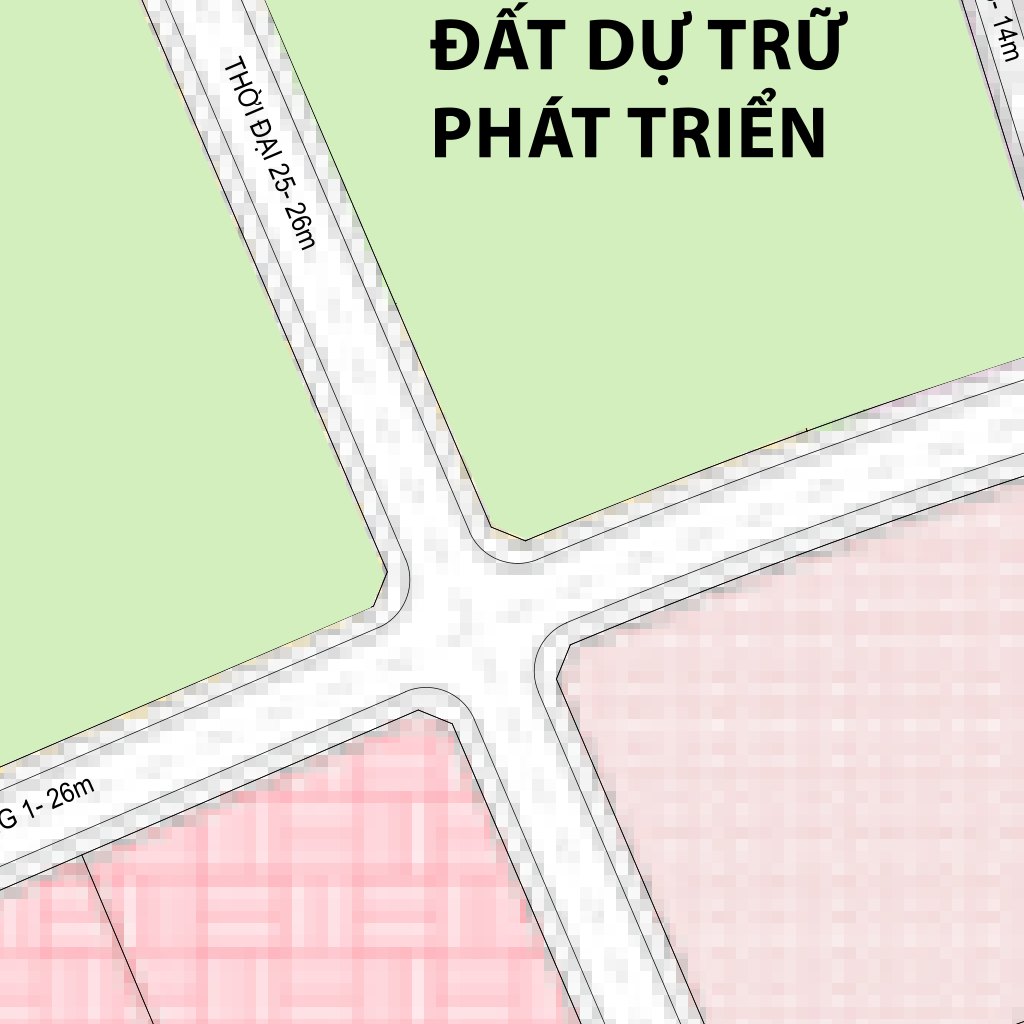 ĐẤT DỰ TRỮ
PHÁT TRIỂN
THỜI ĐẠI 25- 26m
- 14m
G 1- 26m